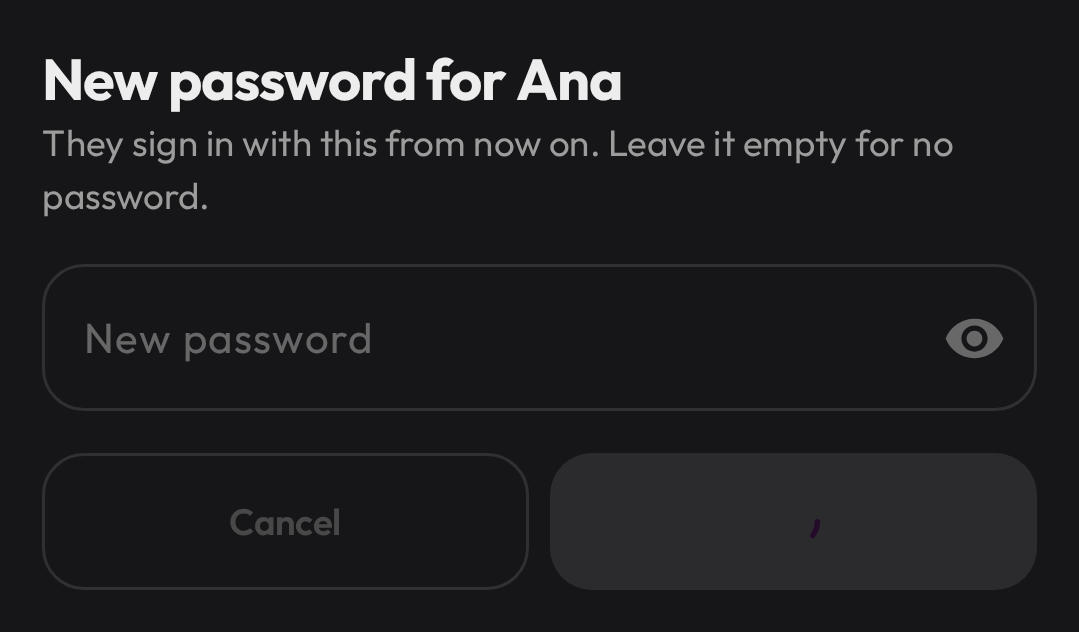 New password for Ana
They sign in with this from now on. Leave it empty for no
password.
New password
Cancel